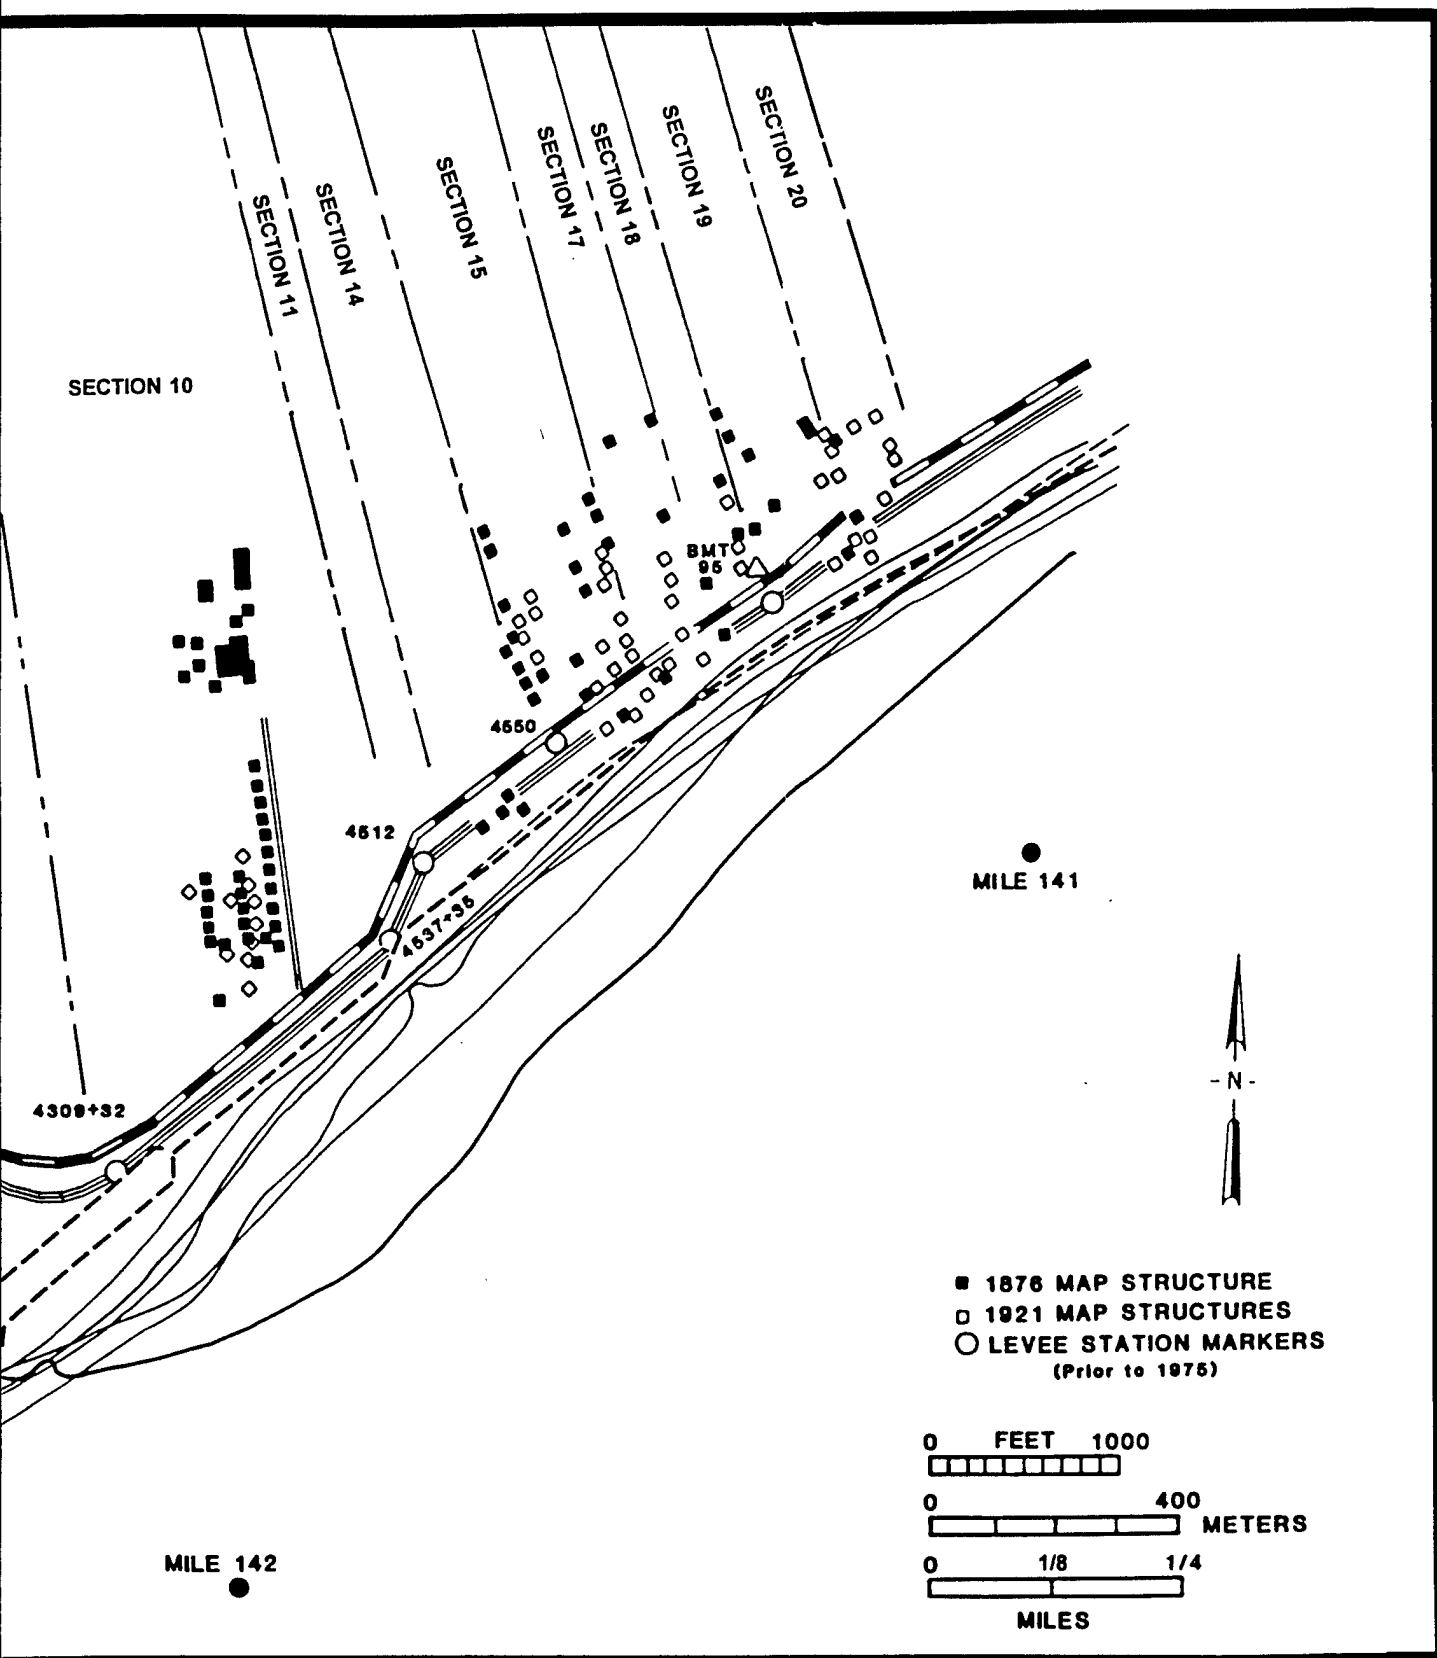 SECTION 11
SECTION 14
SECTION 15
SECTION 17
SECTION 18
SECTION 19
SECTION 20
SECTION 10
BMT
95
4550
4512
4537+35
4309+32
MILE 141
- N -
1876 MAP STRUCTURE
1921 MAP STRUCTURES
LEVEE STATION MARKERS
(Prior to 1975)
0 FEET 1000
0 400
METERS
0 1/8 1/4
MILES
MILE 142